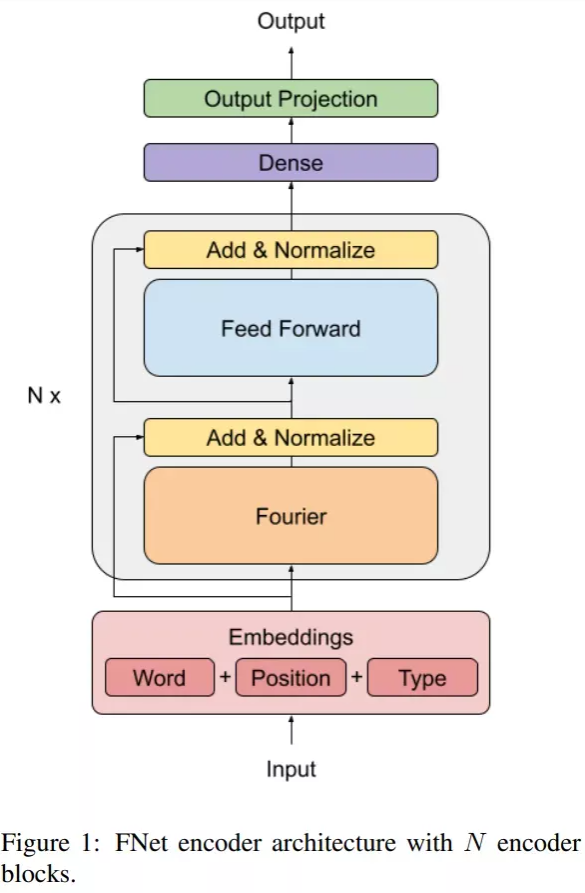 Output
Output Projection
Dense
Add & Normalize
Feed Forward
N x
Add & Normalize
Fourier
Embeddings
Word + Position + Type
Input
Figure 1: FNet encoder architecture with N encoder
blocks.